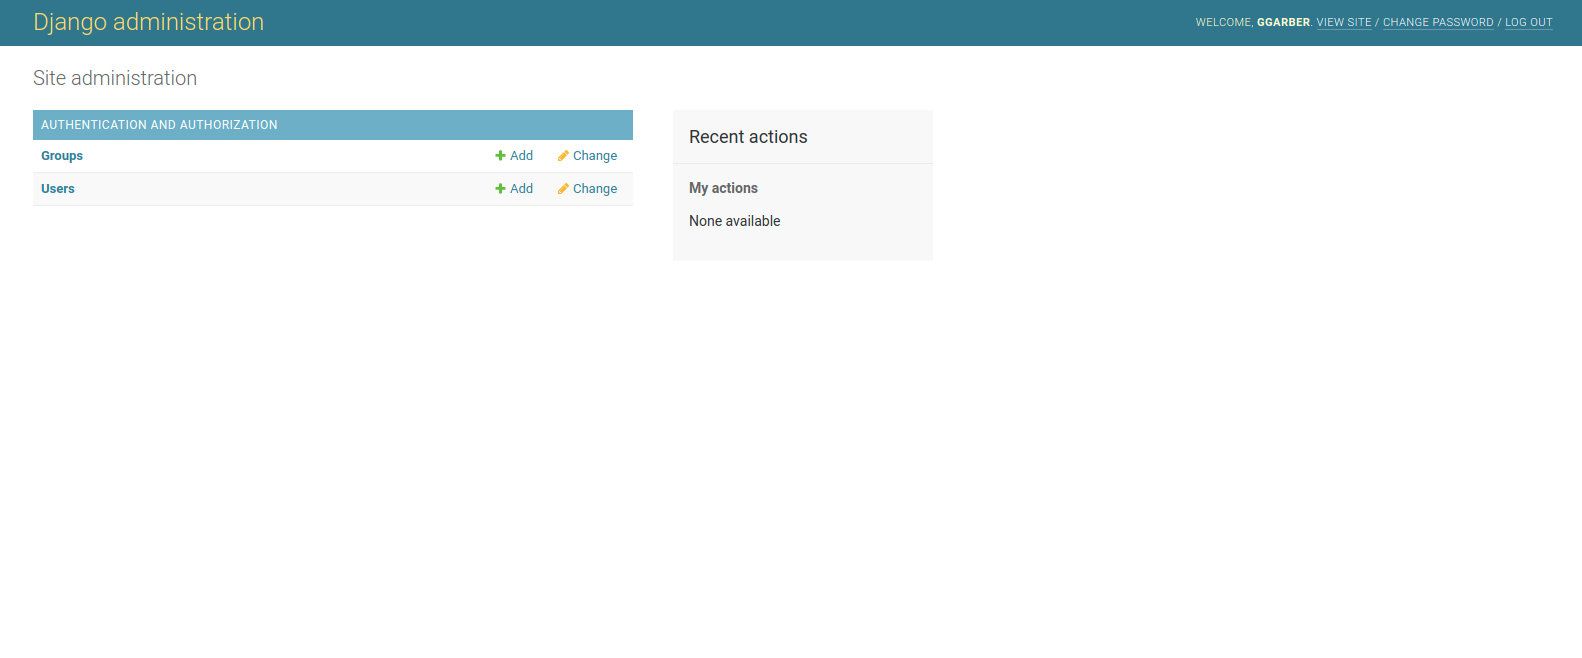 Django administration
WELCOME, GGARBER. VIEW SITE / CHANGE PASSWORD / LOG OUT
Site administration
AUTHENTICATION AND AUTHORIZATION
Groups Add Change
Users Add Change
Recent actions
My actions
None available